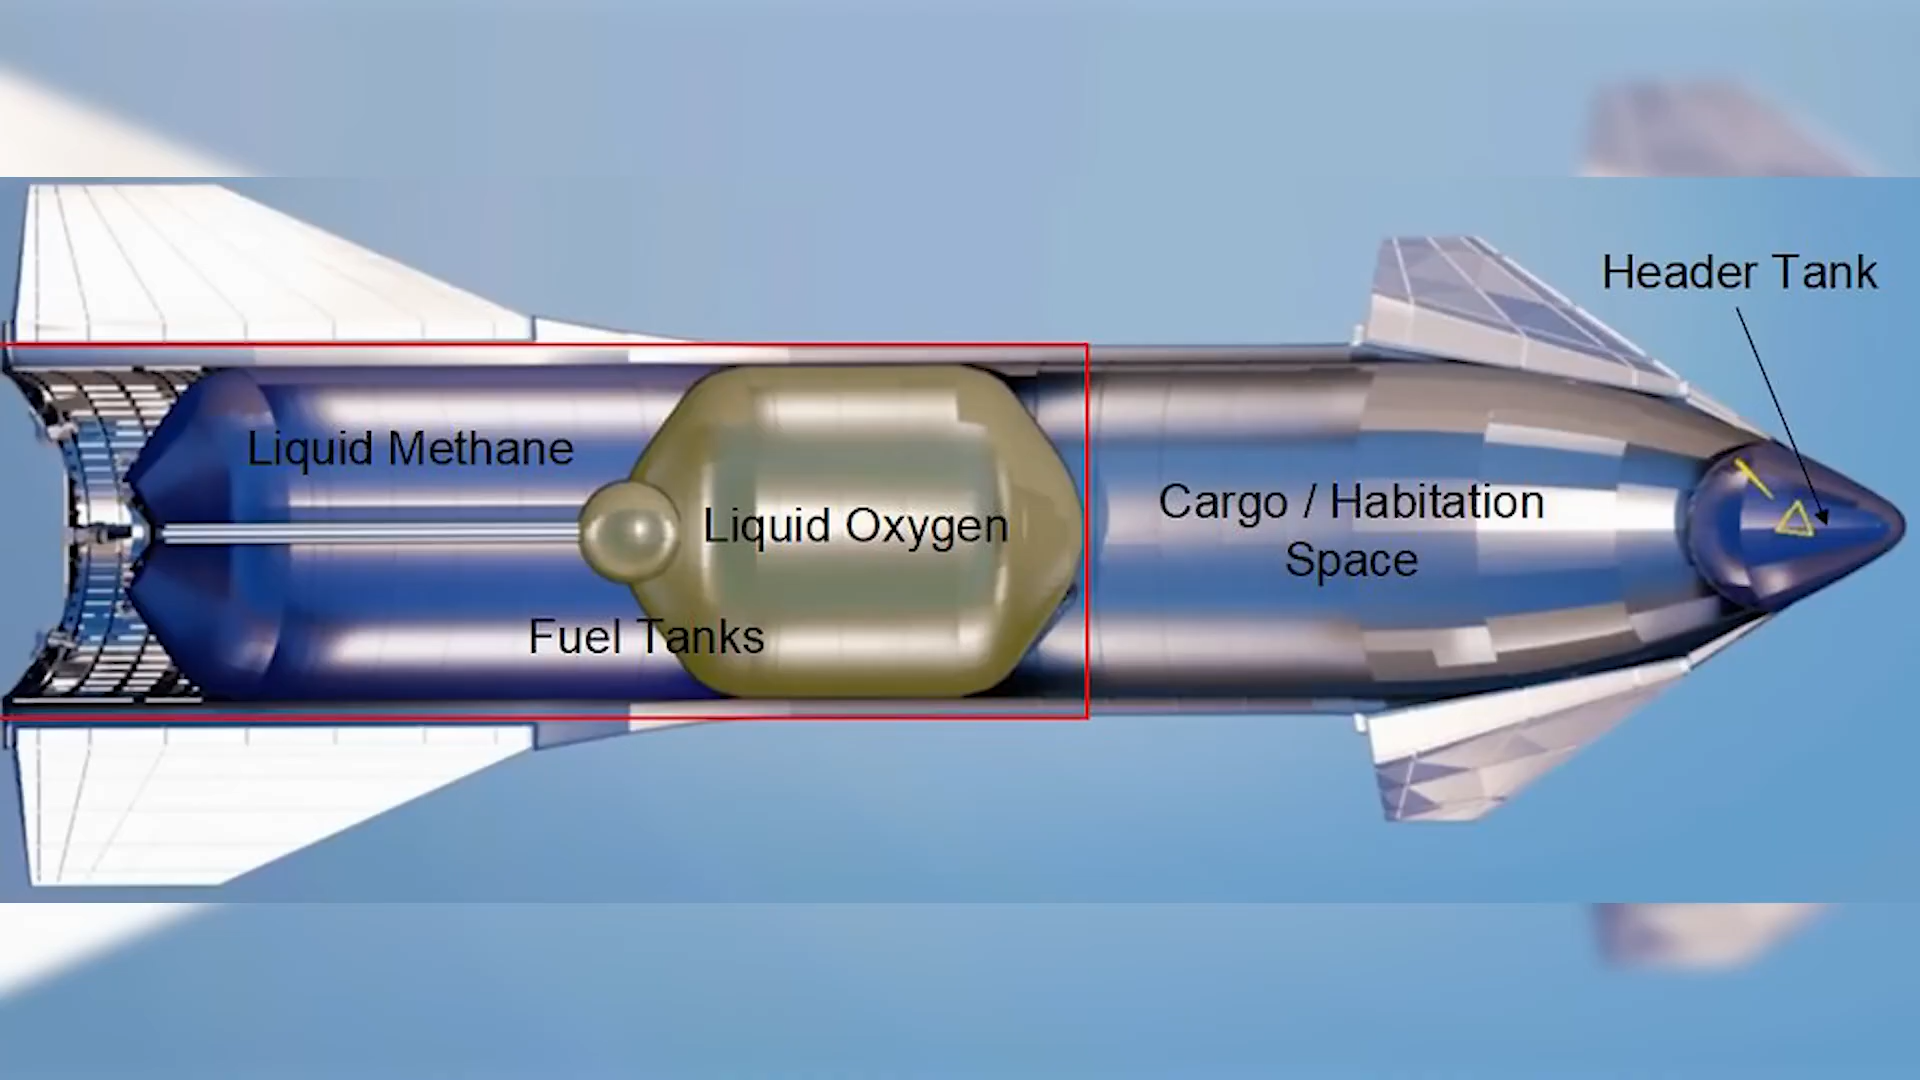 Header Tank
Liquid Methane
Liquid Oxygen
Cargo / Habitation
Space
Fuel Tanks